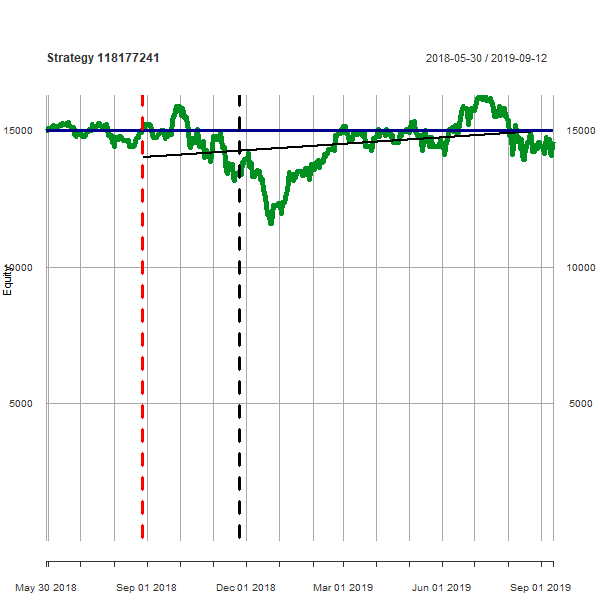 Strategy 118177241 2018-05-30 / 2019-09-12
15000 15000
10000 10000
Equity
5000 5000
May 30 2018 Sep 01 2018 Dec 01 2018 Mar 01 2019 Jun 01 2019 Sep 01 2019